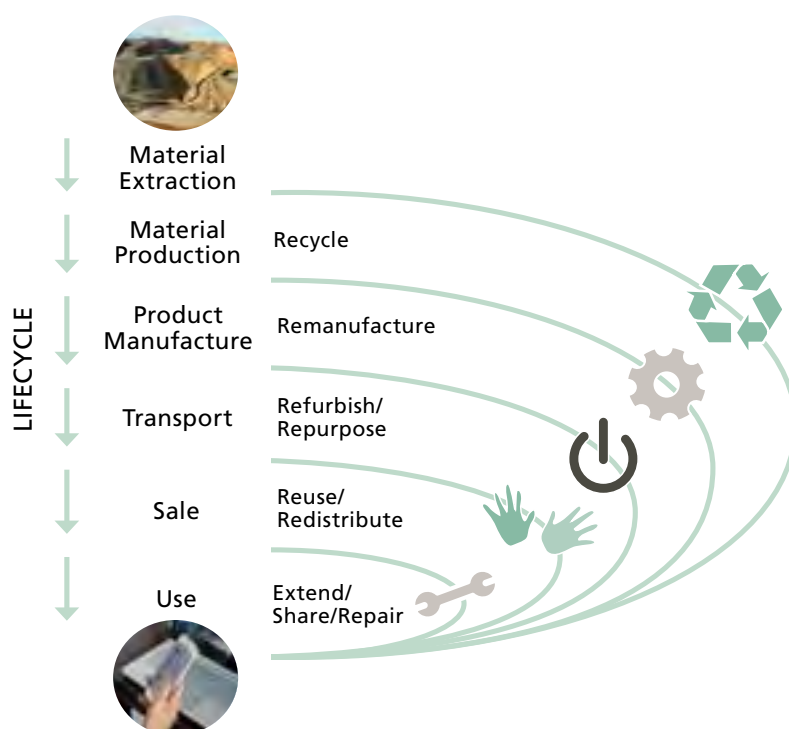 LIFECYCLE
Material
Extraction
Material
Production
Recycle
Product
Manufacture
Remanufacture
Transport
Refurbish/
Repurpose
Sale
Reuse/
Redistribute
Use
Extend/
Share/Repair